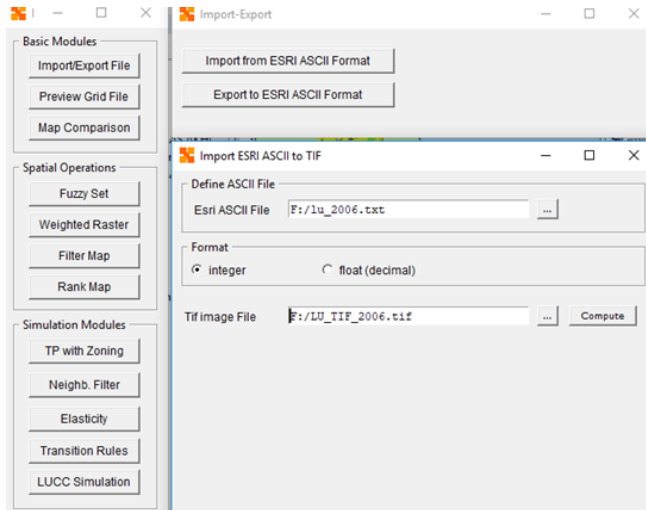 Import-Export
Basic Modules
Import/Export File
Preview Grid File
Map Comparison
Import from ESRI ASCII Format
Export to ESRI ASCII Format
Spatial Operations
Fuzzy Set
Weighted Raster
Filter Map
Rank Map
Simulation Modules
TP with Zoning
Neighb. Filter
Elasticity
Transition Rules
LUCC Simulation
Import ESRI ASCII to TIF
Define ASCII File
Esri ASCII File F:/lu_2006.txt ...
Format
integer float (decimal)
Tif image File F:/LU_TIF_2006.tif ... Compute